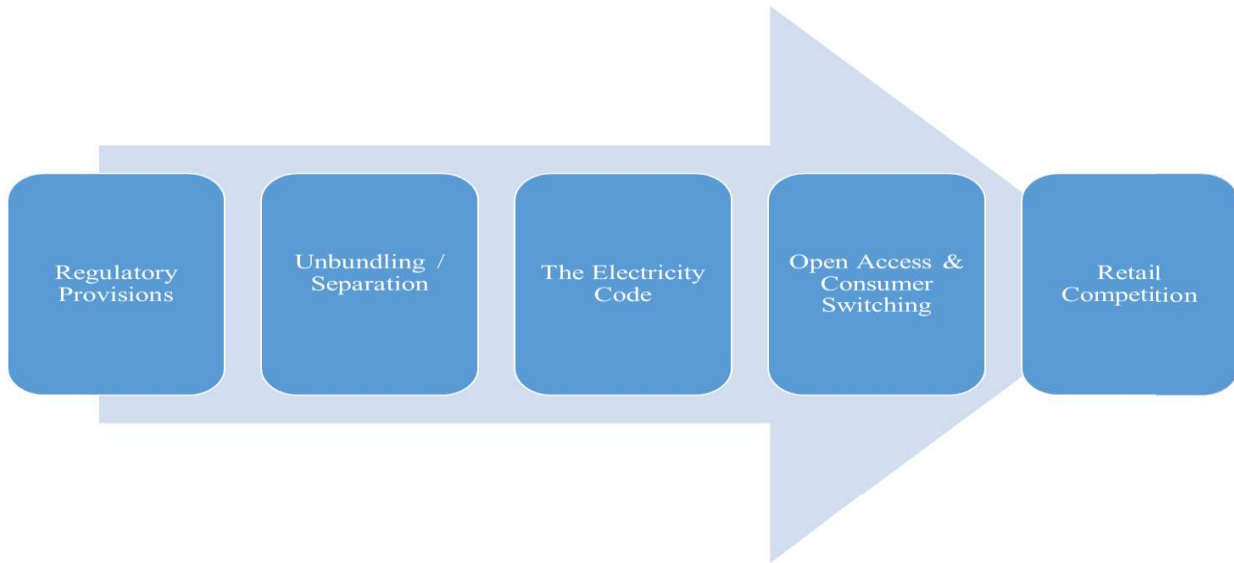 Regulatory
Provisions
Unbundling /
Separation
The Electricity
Code
Open Access &
Consumer
Switching
Retail
Competition